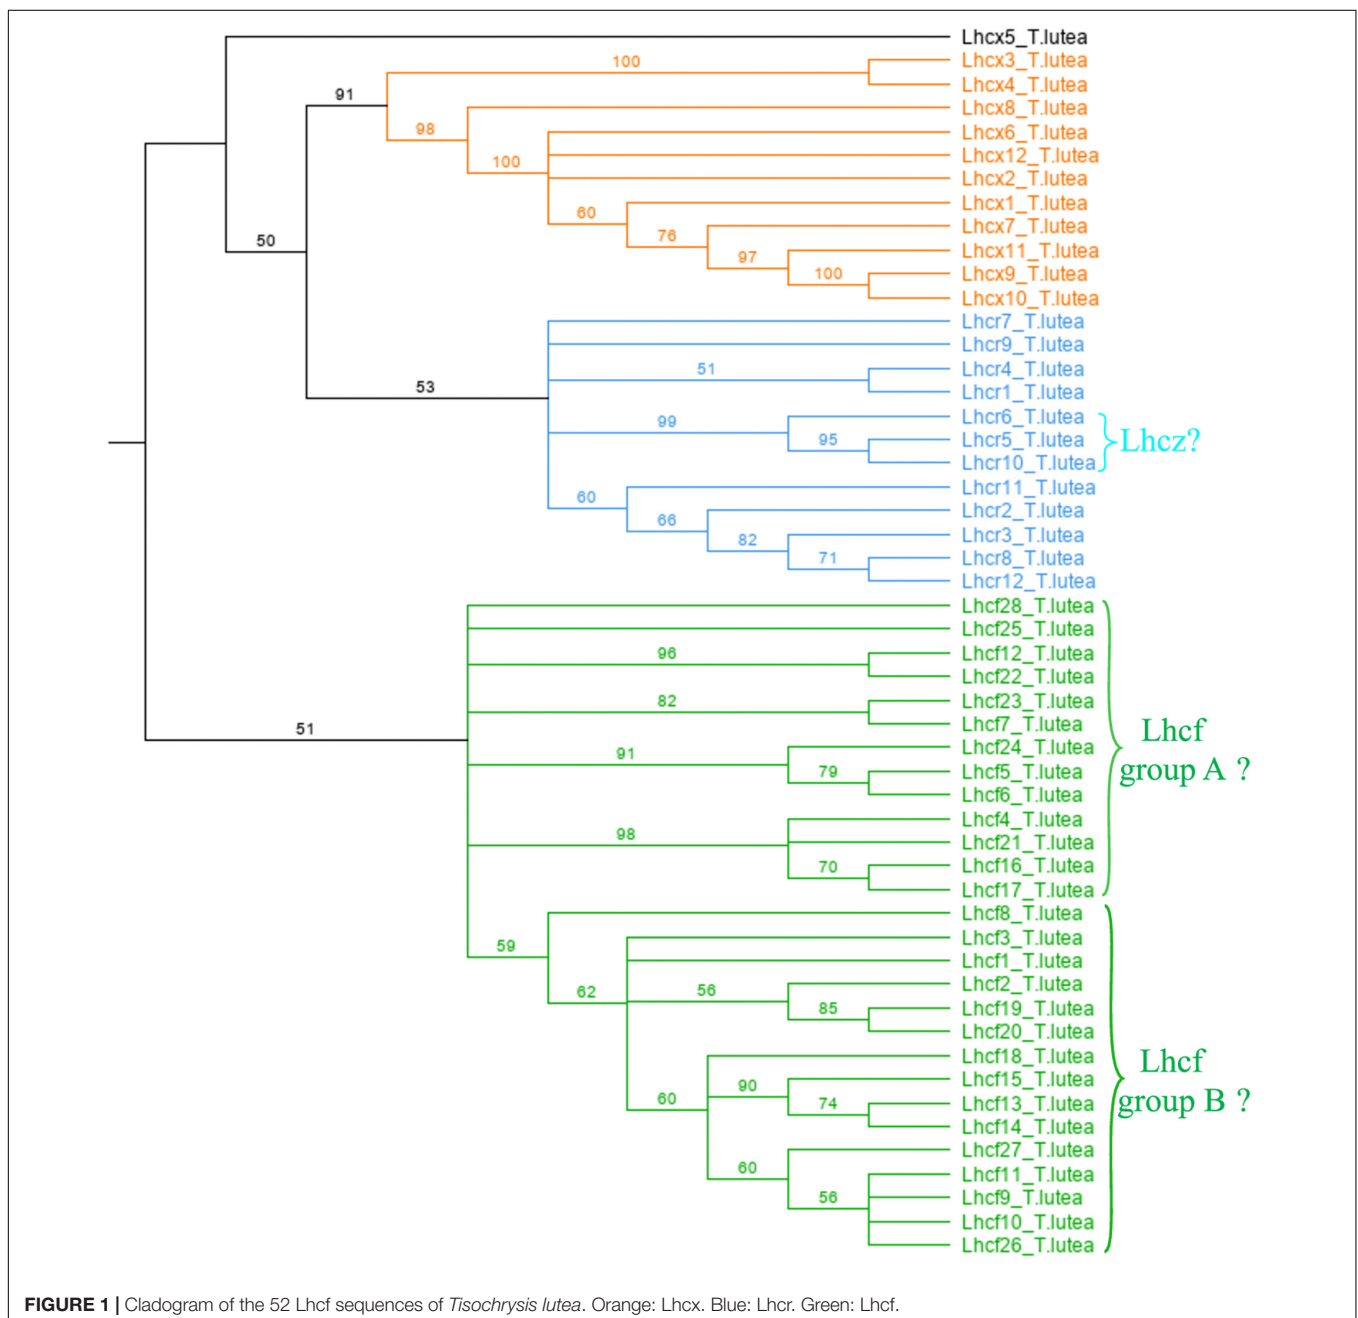 Lhcx5_T.lutea
100
Lhcx3_T.lutea
Lhcx4_T.lutea
91
Lhcx8_T.lutea
98
Lhcx6_T.lutea
100
Lhcx12_T.lutea
Lhcx2_T.lutea
Lhcx1_T.lutea
60
Lhcx7_T.lutea
76
Lhcx11_T.lutea
97
Lhcx9_T.lutea
100
Lhcx10_T.lutea
50
Lhcr7_T.lutea
Lhcr9_T.lutea
51
Lhcr4_T.lutea
Lhcr1_T.lutea
53
99
Lhcr6_T.lutea
95
Lhcr5_T.lutea
Lhcz?
Lhcr10_T.lutea
Lhcr11_T.lutea
60
Lhcr2_T.lutea
66
Lhcr3_T.lutea
82
Lhcr8_T.lutea
71
Lhcr12_T.lutea
Lhcf28_T.lutea
Lhcf25_T.lutea
96
Lhcf12_T.lutea
Lhcf22_T.lutea
82
Lhcf23_T.lutea
Lhcf7_T.lutea
51
Lhcf
group A ?
91
Lhcf24_T.lutea
79
Lhcf5_T.lutea
Lhcf6_T.lutea
98
Lhcf4_T.lutea
Lhcf21_T.lutea
70
Lhcf16_T.lutea
Lhcf17_T.lutea
59
Lhcf8_T.lutea
Lhcf3_T.lutea
62
Lhcf1_T.lutea
56
Lhcf2_T.lutea
85
Lhcf19_T.lutea
Lhcf20_T.lutea
60
Lhcf18_T.lutea
Lhcf
group B ?
90
Lhcf15_T.lutea
74
Lhcf13_T.lutea
Lhcf14_T.lutea
60
Lhcf27_T.lutea
56
Lhcf11_T.lutea
Lhcf9_T.lutea
Lhcf10_T.lutea
Lhcf26_T.lutea
FIGURE 1 | Cladogram of the 52 Lhcf sequences of Tisochrysis lutea. Orange: Lhcx. Blue: Lhcr. Green: Lhcf.